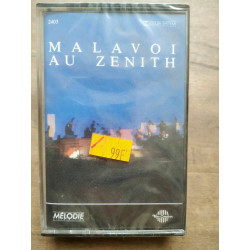 MALAVOI
AU ZENITH
99F
MELODIE